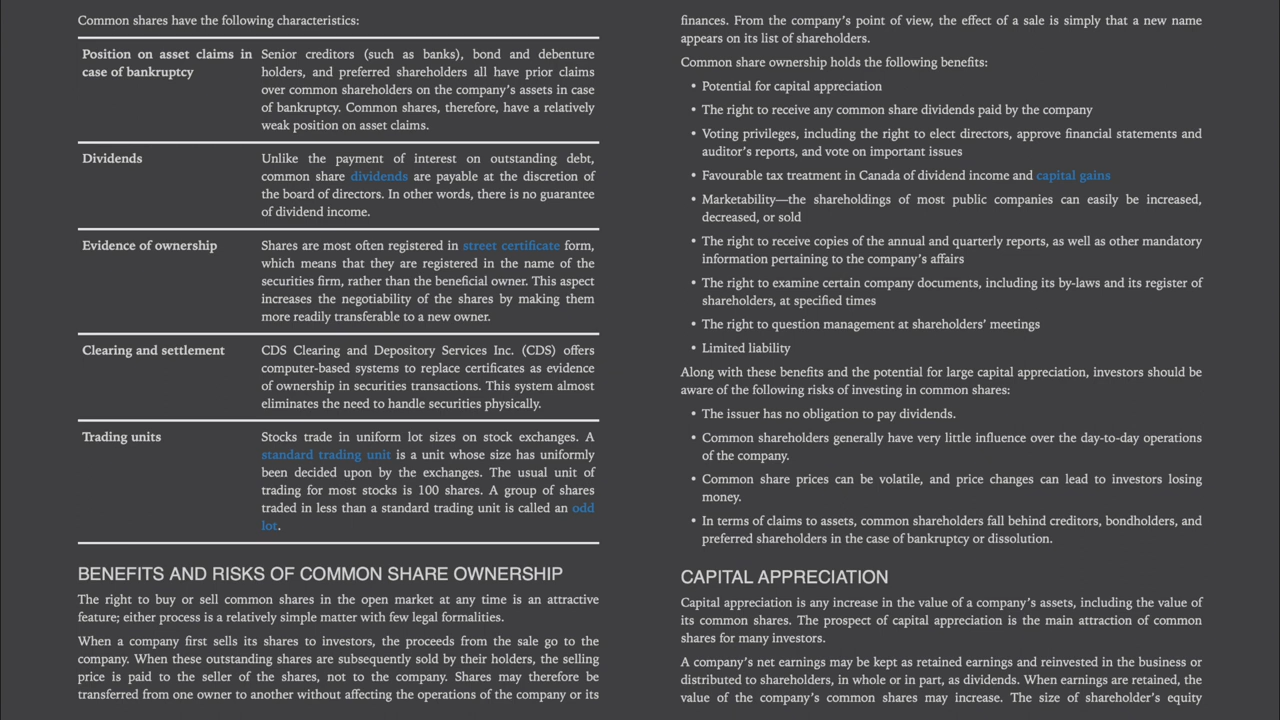 Common shares have the following characteristics:
Position on asset claims in case of bankruptcy
Senior creditors (such as banks), bond and debenture
holders, and preferred shareholders all have prior claims
over common shareholders on the company's assets in case
of bankruptcy. Common shares, therefore, have a relatively
weak position on asset claims.
Dividends
Unlike the payment of interest on outstanding debt,
common share dividends are payable at the discretion of
the board of directors. In other words, there is no guarantee
of dividend income.
Evidence of ownership
Shares are most often registered in street certificate form,
which means that they are registered in the name of the
securities firm, rather than the beneficial owner. This aspect
increases the negotiability of the shares by making them
more readily transferable to a new owner.
Clearing and settlement
CDS Clearing and Depository Services Inc. (CDS) offers
computer-based systems to replace certificates as evidence
of ownership in securities transactions. This system almost
eliminates the need to handle securities physically.
Trading units
Stocks trade in uniform lot sizes on stock exchanges. A
standard trading unit is a unit whose size has uniformly
been decided upon by the exchanges. The usual unit of
trading for most stocks is 100 shares. A group of shares
traded in less than a standard trading unit is called an odd
lot.
BENEFITS AND RISKS OF COMMON SHARE OWNERSHIP
The right to buy or sell common shares in the open market at any time is an attractive
feature; either process is a relatively simple matter with few legal formalities.
When a company first sells its shares to investors, the proceeds from the sale go to the
company. When these outstanding shares are subsequently sold by their holders, the selling
price is paid to the seller of the shares, not to the company. Shares may therefore be
transferred from one owner to another without affecting the operations of the company or its
finances. From the company's point of view, the effect of a sale is simply that a new name
appears on its list of shareholders.
Common share ownership holds the following benefits:
• Potential for capital appreciation
• The right to receive any common share dividends paid by the company
• Voting privileges, including the right to elect directors, approve financial statements and
auditor's reports, and vote on important issues
• Favourable tax treatment in Canada of dividend income and capital gains
• Marketability—the shareholdings of most public companies can easily be increased,
decreased, or sold
• The right to receive copies of the annual and quarterly reports, as well as other mandatory
information pertaining to the company's affairs
• The right to examine certain company documents, including its by-laws and its register of
shareholders, at specified times
• The right to question management at shareholders' meetings
• Limited liability
Along with these benefits and the potential for large capital appreciation, investors should be
aware of the following risks of investing in common shares:
• The issuer has no obligation to pay dividends.
• Common shareholders generally have very little influence over the day-to-day operations
of the company.
• Common share prices can be volatile, and price changes can lead to investors losing
money.
• In terms of claims to assets, common shareholders fall behind creditors, bondholders, and
preferred shareholders in the case of bankruptcy or dissolution.
CAPITAL APPRECIATION
Capital appreciation is any increase in the value of a company's assets, including the value of
its common shares. The prospect of capital appreciation is the main attraction of common
shares for many investors.
A company's net earnings may be kept as retained earnings and reinvested in the business or
distributed to shareholders, in whole or in part, as dividends. When earnings are retained, the
value of the company's common shares may increase. The size of shareholder's equity